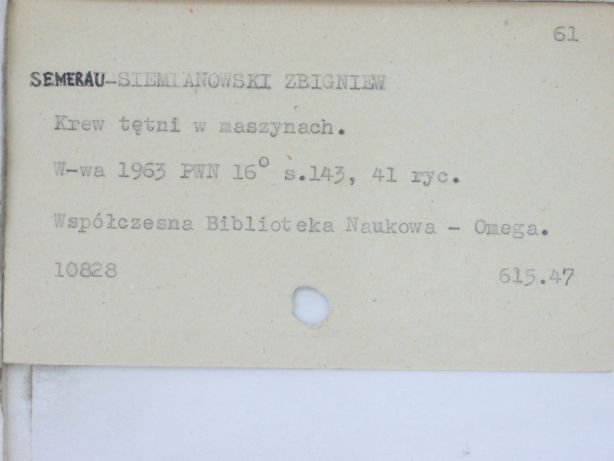 61
SEMERAU-SIEMIANOWSKI ZBIGNIEW
Krew tętni w maszynach.
W-wa 1963 PWN 16° s.143, 41 ryc.
Współczesna Biblioteka Naukowa - Omega.
10828 615.47